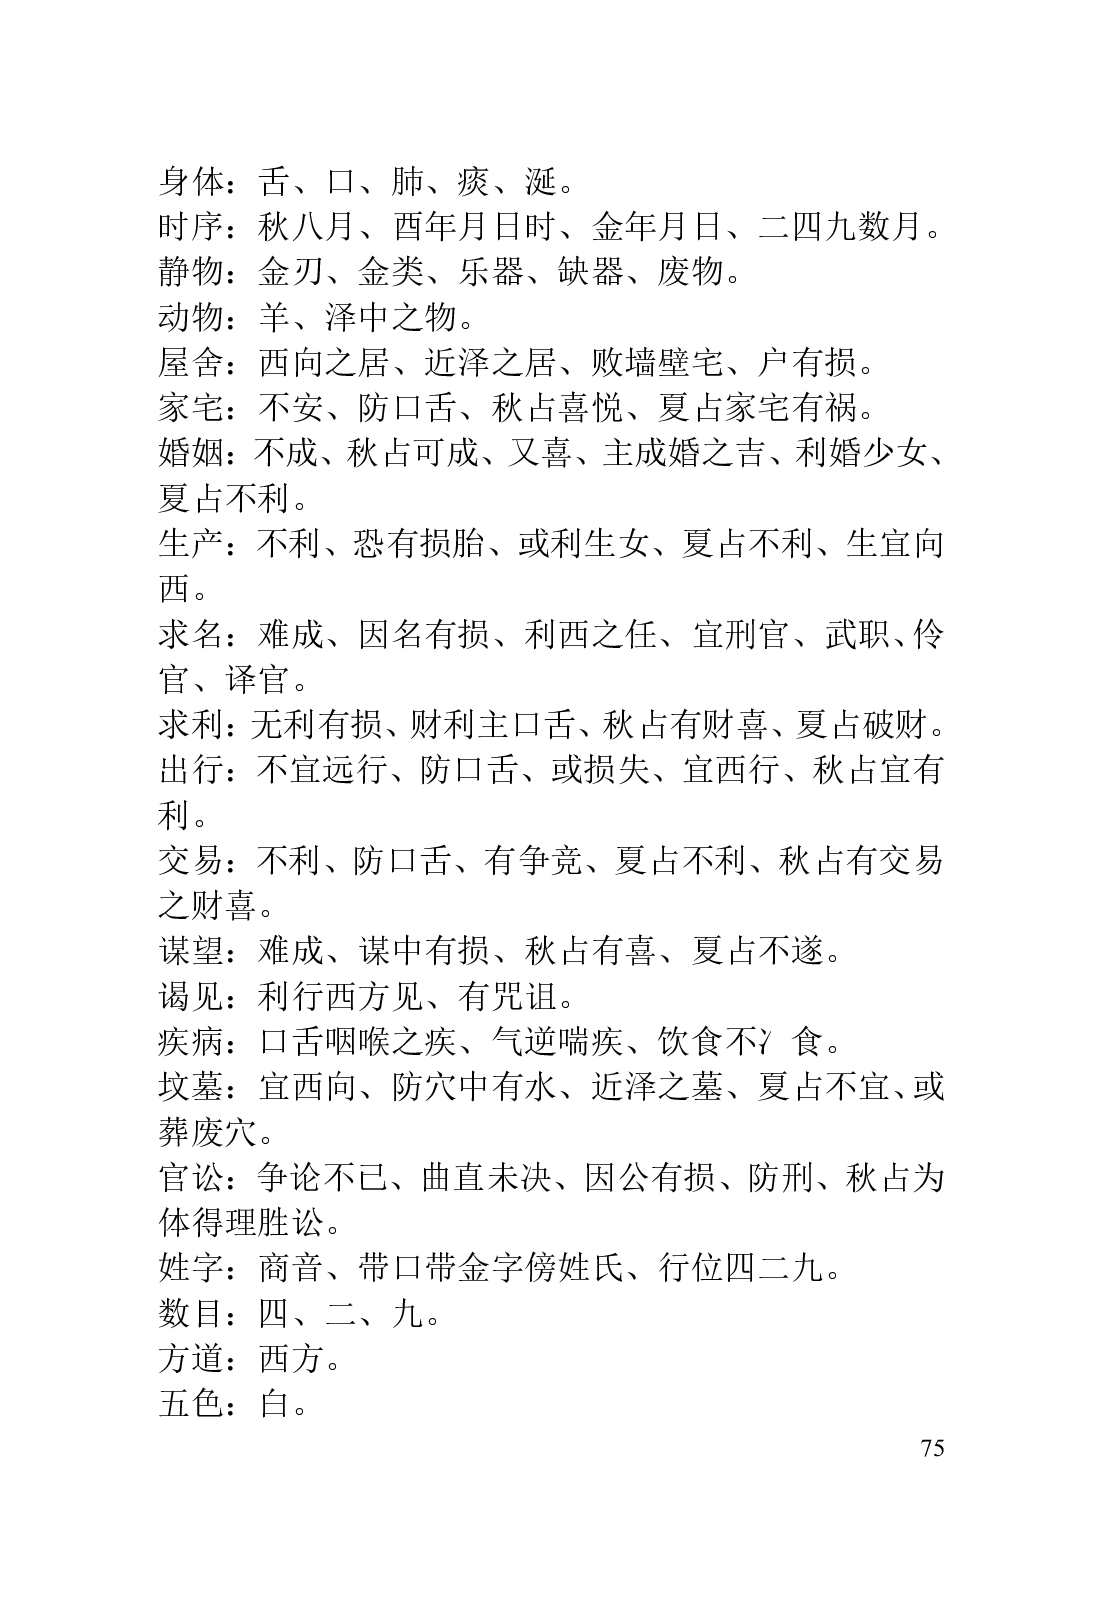 身体：舌、口、肺、痰、涎。
时序：秋八月、酉年月日时、金年月日、二四九数月。
静物：金刃、金类、乐器、缺器、废物。
动物：羊、泽中之物。
屋舍：西向之居、近泽之居、败墙壁宅、户有损。
家宅：不安、防口舌、秋占喜悦、夏占家宅有祸。
婚姻：不成、秋占可成、又喜、主成婚之吉、利婚少女、
夏占不利。
生产：不利、恐有损胎、或利生女、夏占不利、生宜向
西。
求名：难成、因名有损、利西之任、宜刑官、武职、伶
官、译官。
求利：无利有损、财利主口舌、秋占有财喜、夏占破财。
出行：不宜远行、防口舌、或损失、宜西行、秋占宜有
利。
交易：不利、防口舌、有争竞、夏占不利、秋占有交易
之财喜。
谋望：难成、谋中有损、秋占有喜、夏占不遂。
谒见：利行西方见、有咒诅。
疾病：口舌咽喉之疾、气逆喘疾、饮食不冫食。
坟墓：宜西向、防穴中有水、近泽之墓、夏占不宜、或
葬废穴。
官讼：争论不已、曲直未决、因公有损、防刑、秋占为
体得理胜讼。
姓字：商音、带口带金字傍姓氏、行位四二九。
数目：四、二、九。
方道：西方。
五色：白。
75